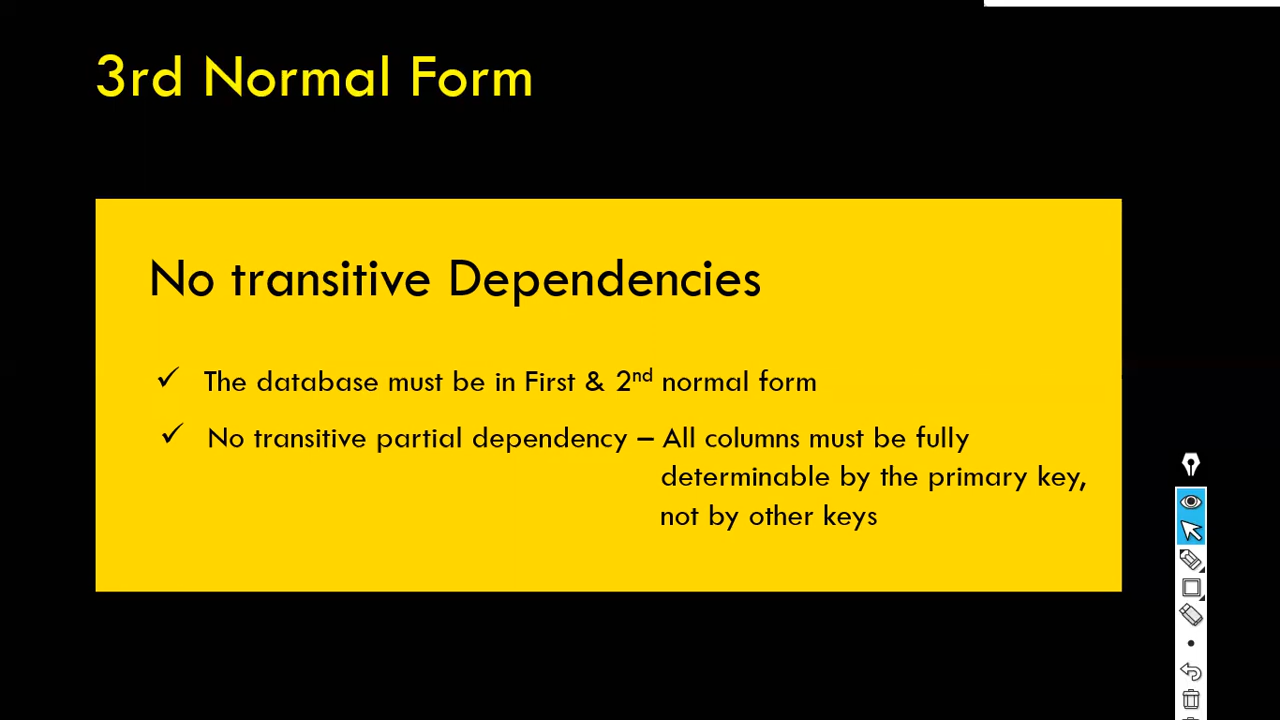 3rd Normal Form
No transitive Dependencies
✓ The database must be in First & 2nd normal form
✓ No transitive partial dependency – All columns must be fully
determinable by the primary key,
not by other keys